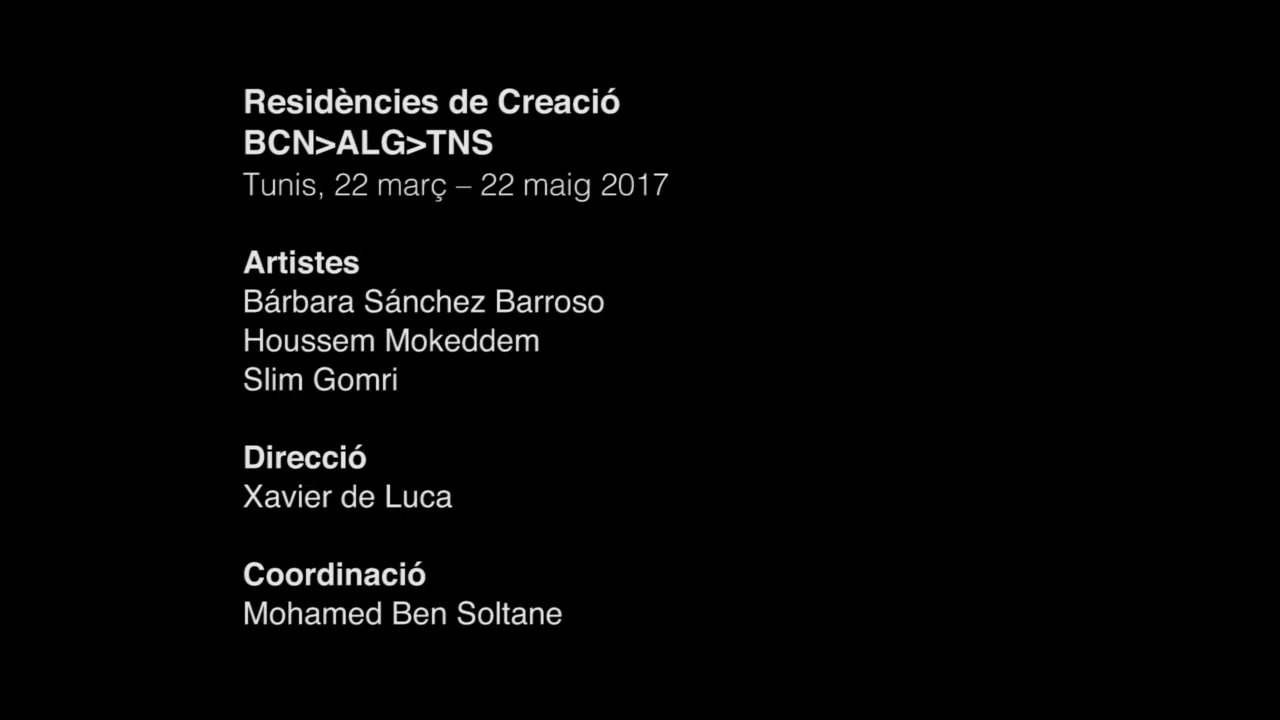 Residències de Creació
BCN>ALG>TNS
Tunis, 22 març – 22 maig 2017
Artistes
Bárbara Sánchez Barroso
Houssem Mokeddem
Slim Gomri
Direcció
Xavier de Luca
Coordinació
Mohamed Ben Soltane